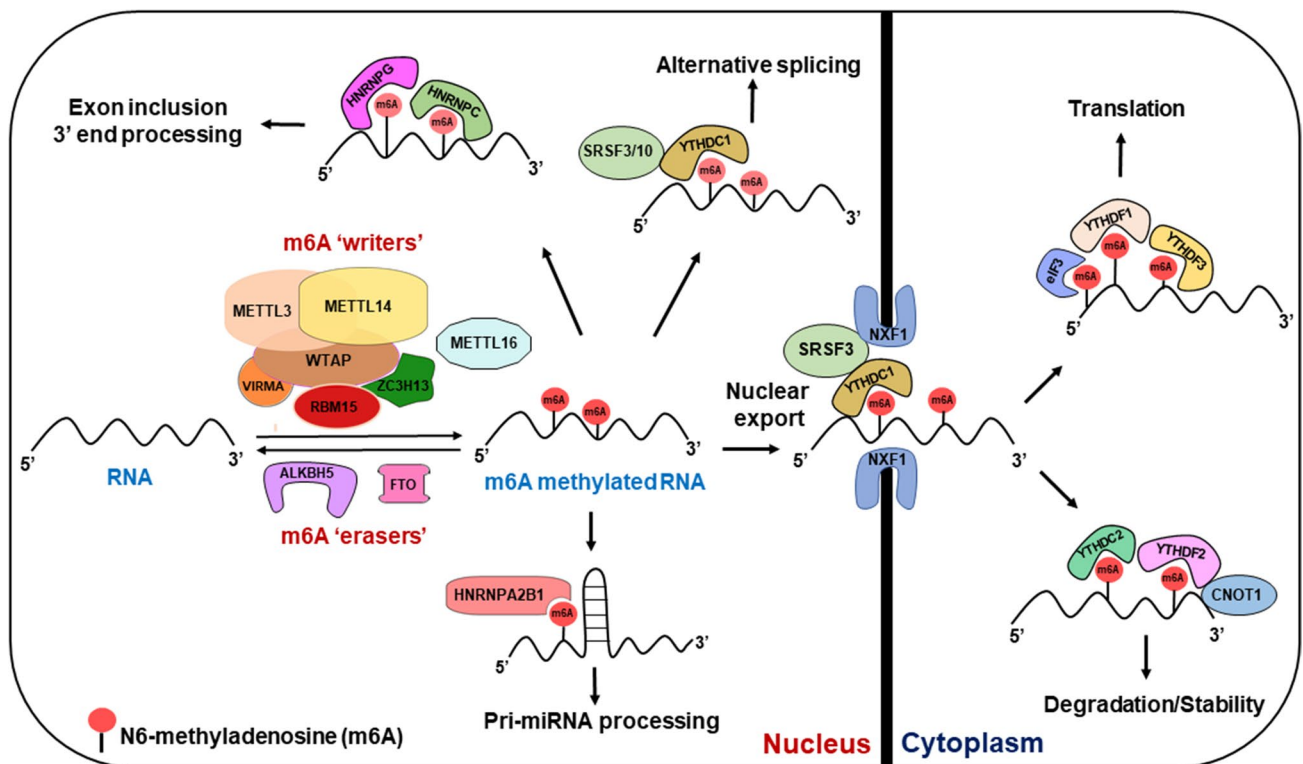 Alternative splicing
Exon inclusion
3’ end processing
HNRNPG
HNRNPC
m6A
m6A
5’
3’
SRSF3/10
YTHDC1
m6A
m6A
5’
3’
Translation
YTHDF1
YTHDF3
eIF3
m6A
m6A
m6A
5’
3’
m6A ‘writers’
METTL3
METTL14
METTL16
WTAP
VIRMA
ZC3H13
RBM15
5’
3’
RNA
ALKBH5
FTO
m6A ‘erasers’
m6A
m6A
5’
3’
m6A methylated RNA
Nuclear
export
NXF1
SRSF3
YTHDC1
m6A
m6A
5’
3’
NXF1
HNRNPA2B1
m6A
5’
3’
Pri-miRNA processing
YTHDC2
YTHDF2
m6A
m6A
CNOT1
5’
3’
Degradation/Stability
N6-methyladenosine (m6A)
Nucleus
Cytoplasm